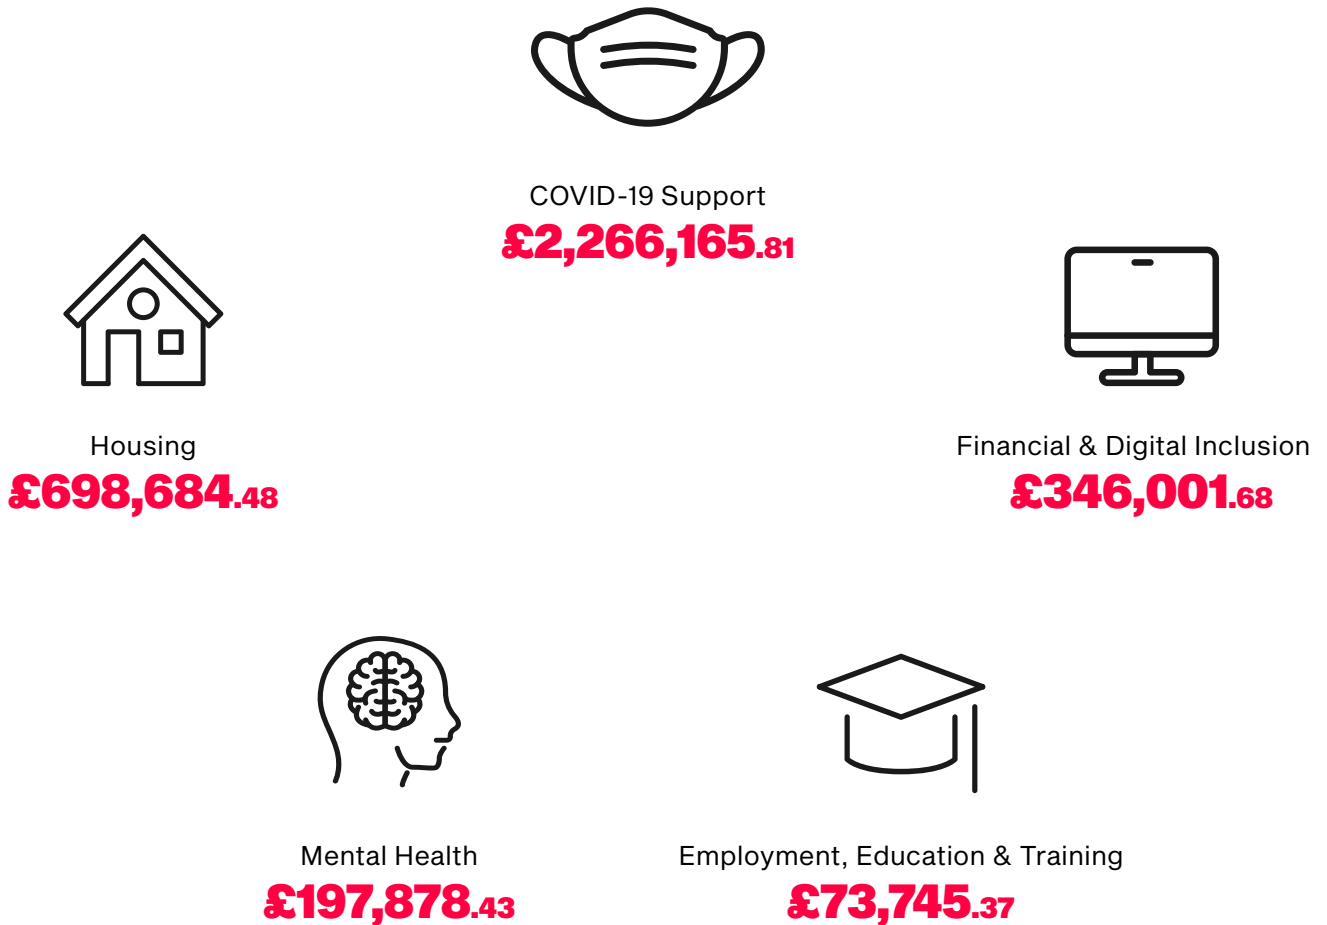 COVID-19 Support
£2,266,165.81
Housing
£698,684.48
Financial & Digital Inclusion
£346,001.68
Mental Health
£197,878.43
Employment, Education & Training
£73,745.37